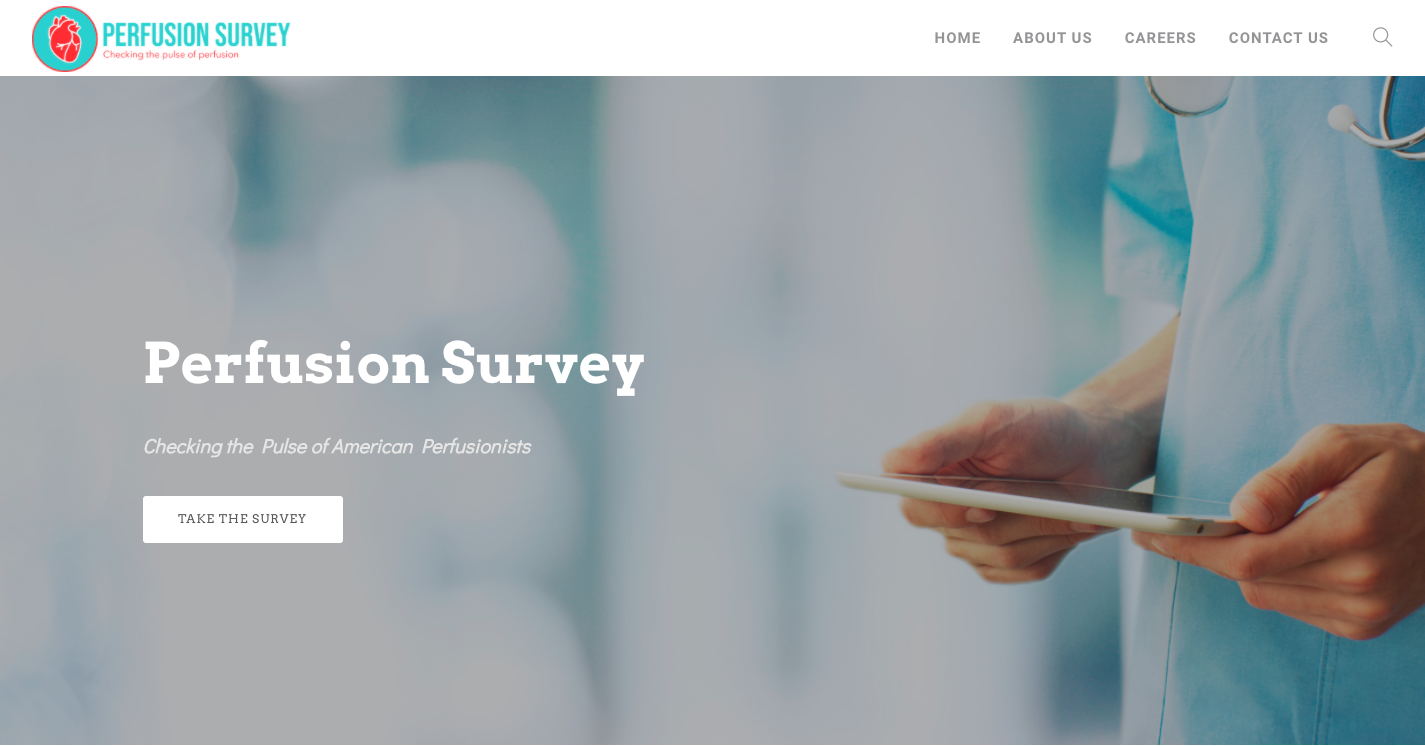 PERFUSION SURVEY
Checking the pulse of perfusion
HOME ABOUT US CAREERS CONTACT US
Perfusion Survey
Checking the Pulse of American Perfusionists
TAKE THE SURVEY